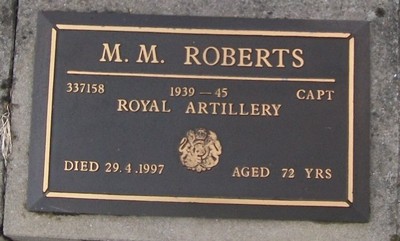 M. M. ROBERTS
337158 1939 — 45 CAPT
ROYAL ARTILLERY
DIED 29.4.1997 AGED 72 YRS